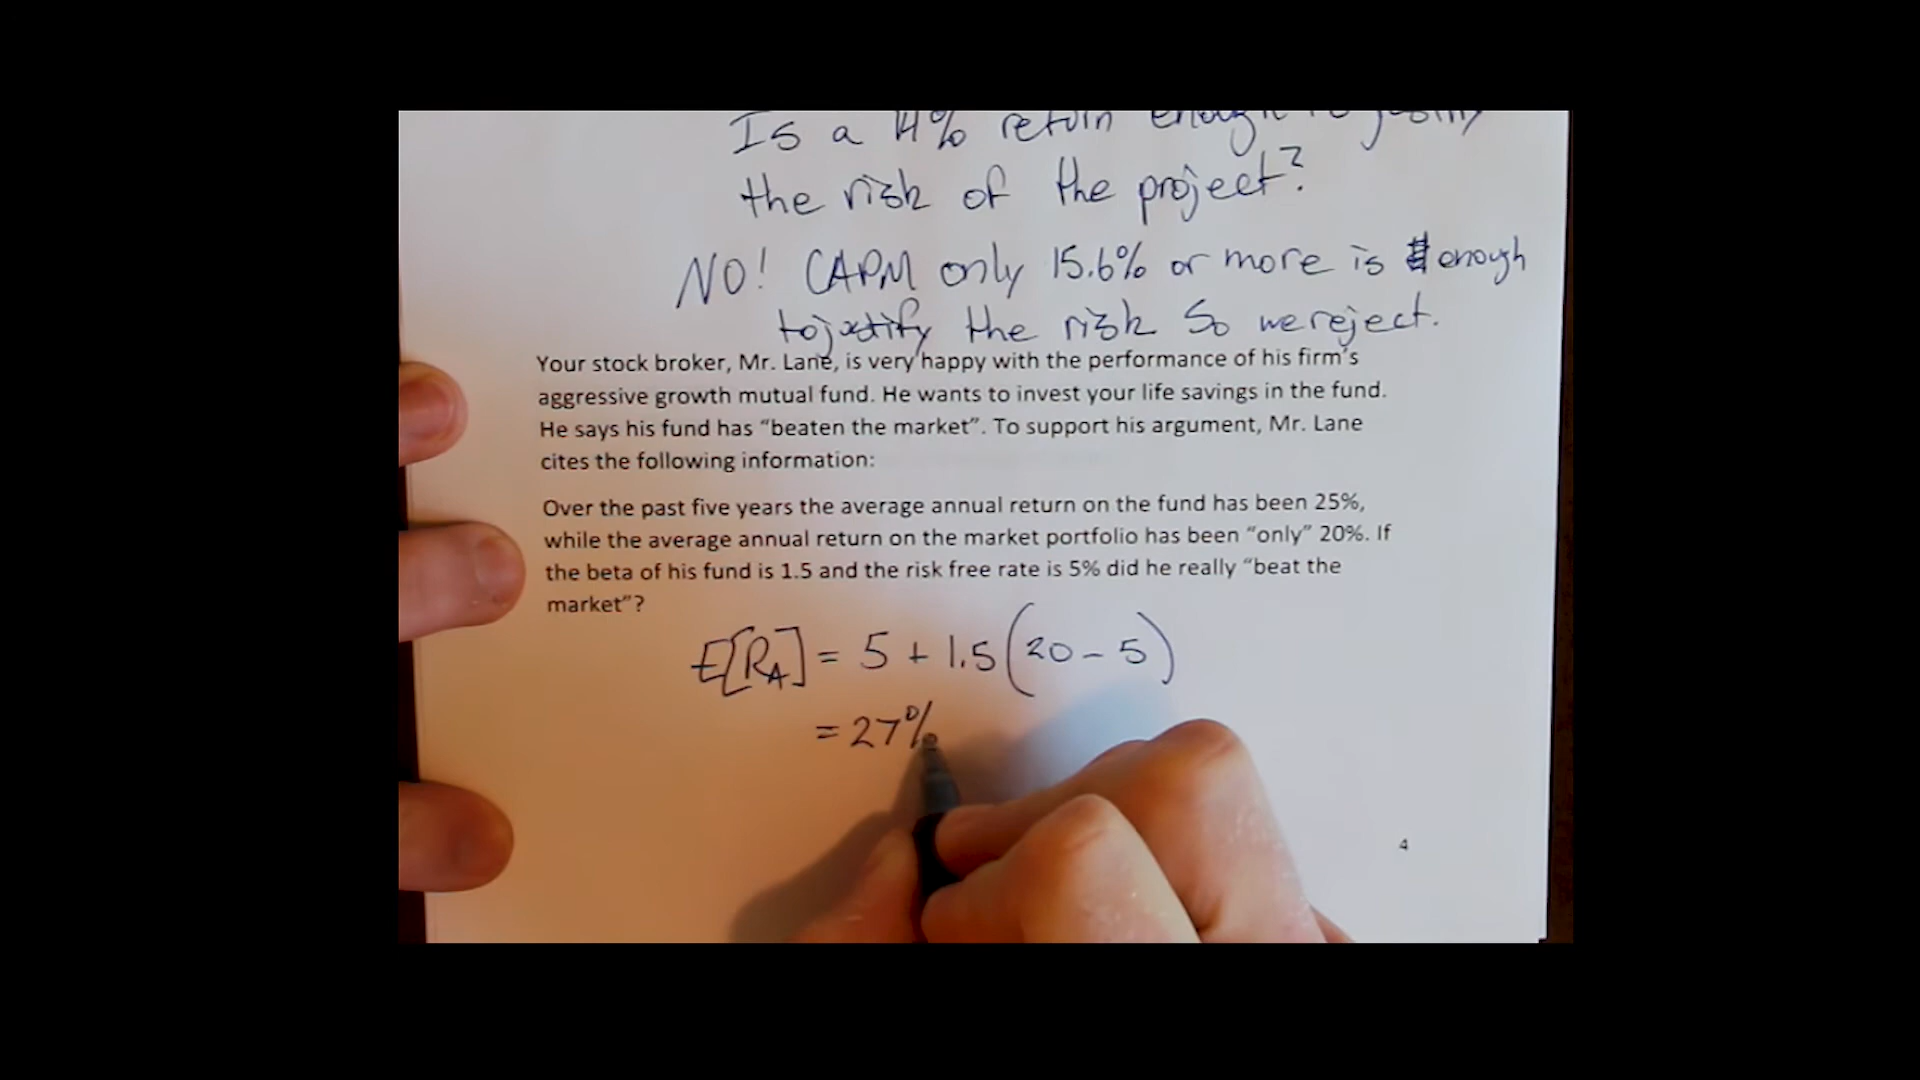 Is a 14% return enough to justify
the risk of the project?
NO! CAPM only 15.6% or more is enough
to justify the risk so we reject.
Your stock broker, Mr. Lane, is very happy with the performance of his firm's
aggressive growth mutual fund. He wants to invest your life savings in the fund.
He says his fund has “beaten the market”. To support his argument, Mr. Lane
cites the following information:
Over the past five years the average annual return on the fund has been 25%,
while the average annual return on the market portfolio has been “only” 20%. If
the beta of his fund is 1.5 and the risk free rate is 5% did he really “beat the
market”?
E[R_A] = 5 + 1.5(20 - 5)
= 27%
4